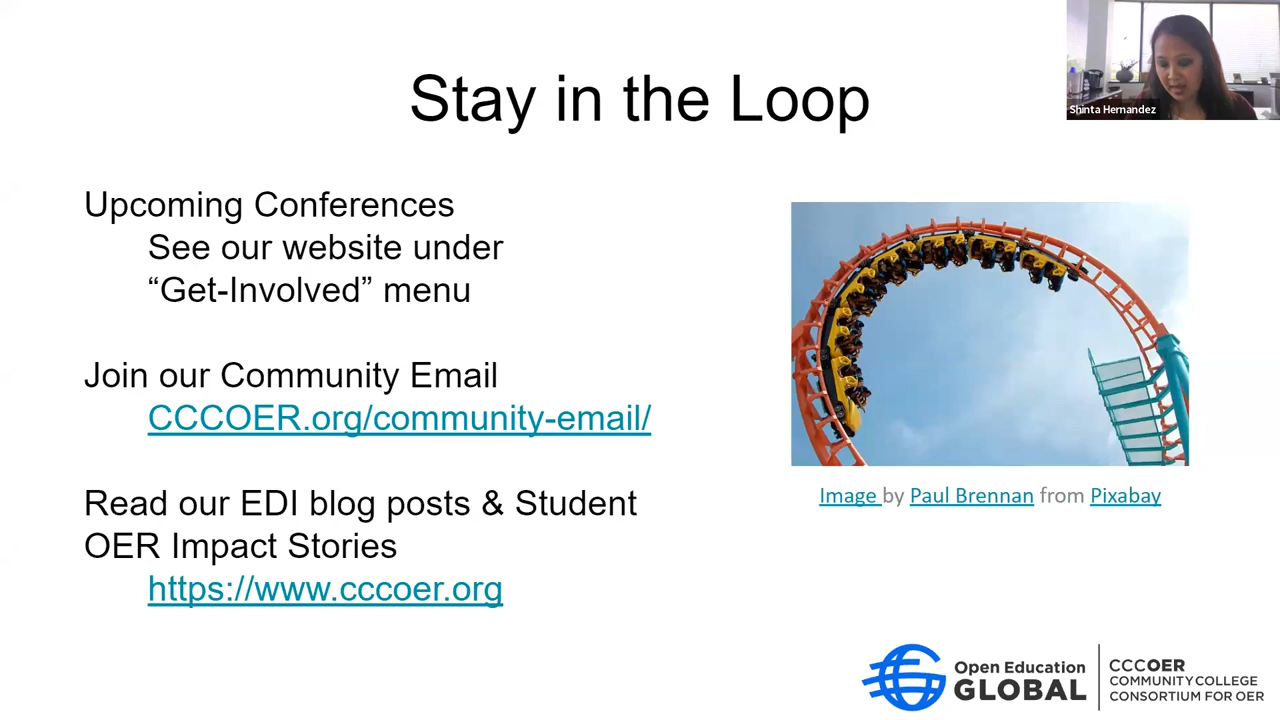 Stay in the Loop
Shinta Hernandez
Upcoming Conferences
See our website under
“Get-Involved” menu
Join our Community Email
CCCOER.org/community-email/
Read our EDI blog posts & Student
OER Impact Stories
https://www.cccoer.org
Image by Paul Brennan from Pixabay
Open Education
GLOBAL
CCCOER
COMMUNITY COLLEGE
CONSORTIUM FOR OER